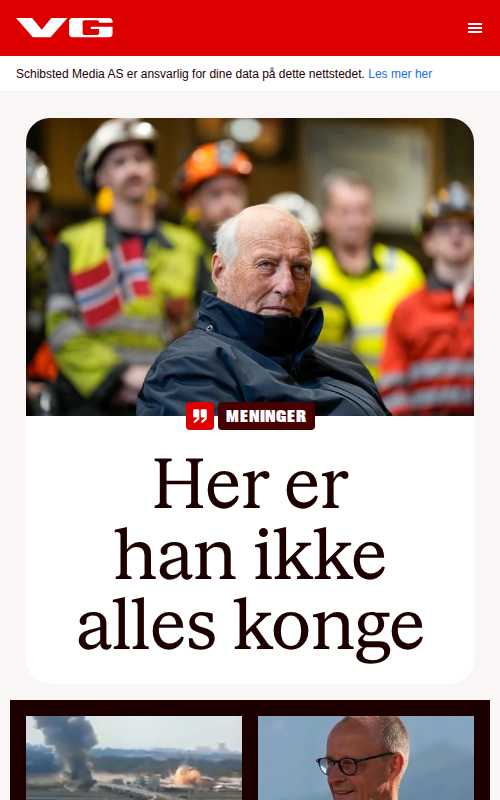 VG
Schibsted Media AS er ansvarlig for dine data på dette nettstedet. Les mer her
MENINGER
Her er
han ikke
alles konge